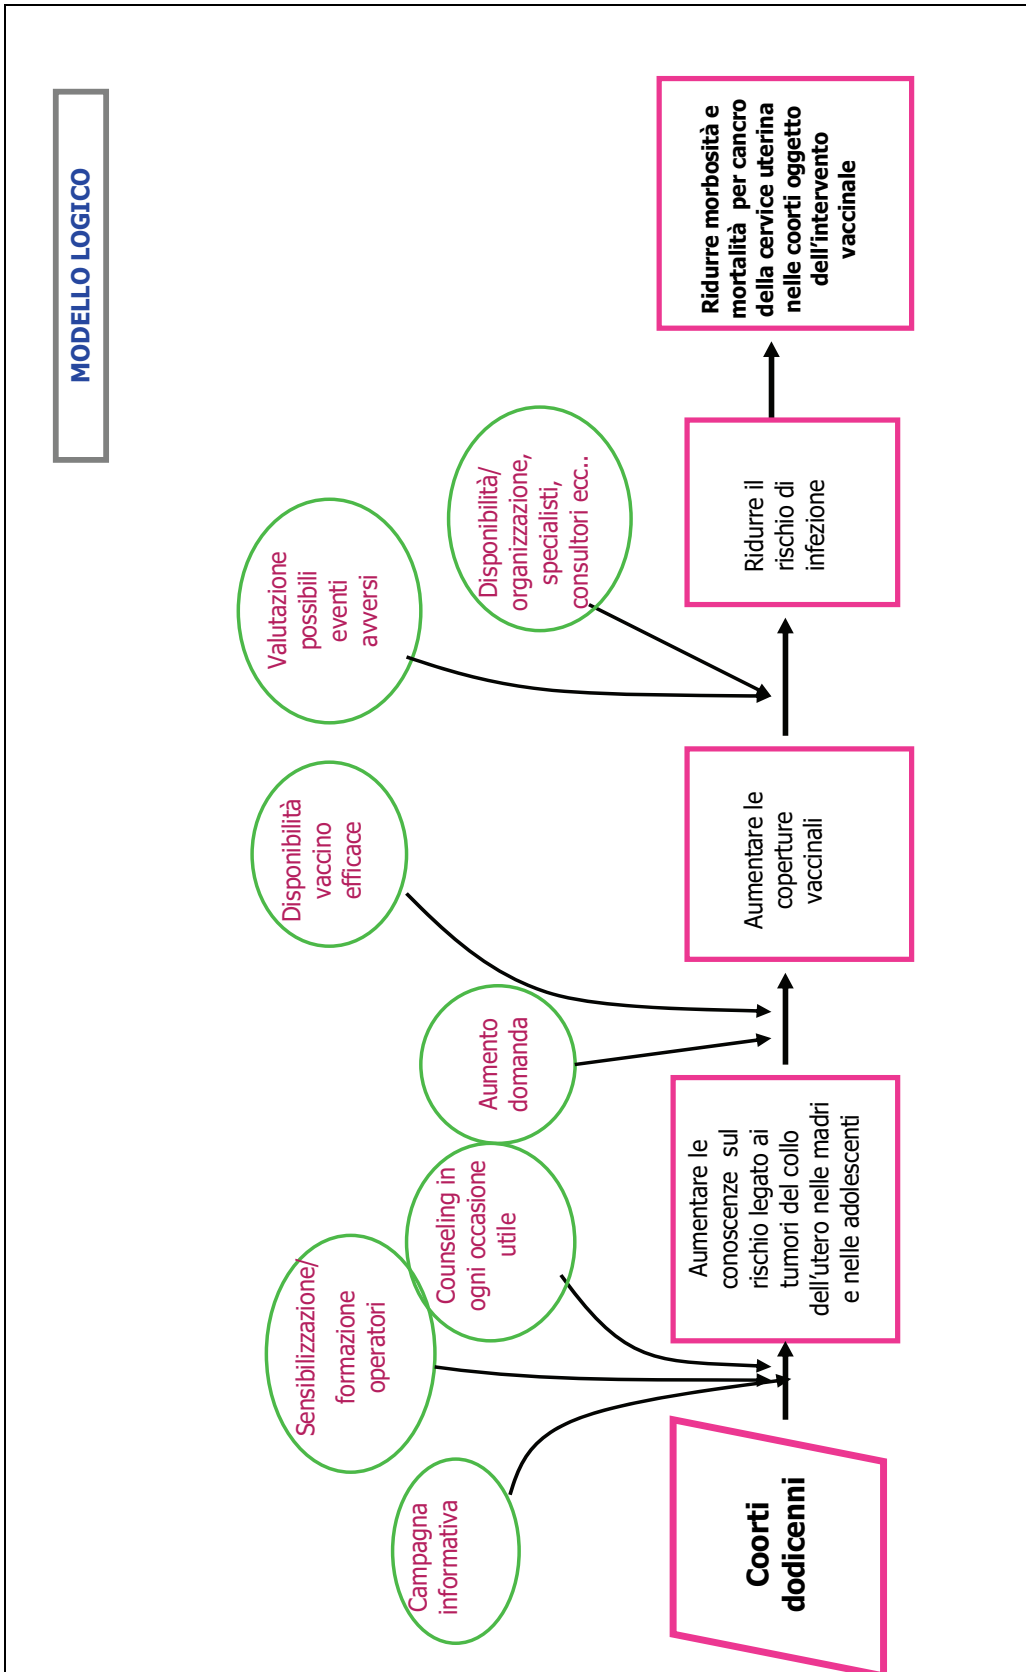 MODELLO LOGICO
Valutazione
possibili
eventi
avversi
Disponibilità
vaccino
efficace
Sensibilizzazione/
formazione
operatori
Campagna
informativa
Counseling in
ogni occasione
utile
Aumento
domanda
Disponibilità/
organizzazione,
specialisti,
consultori ecc..
Coorti
dodicenni
Aumentare le
conoscenze sul
rischio legato ai
tumori del collo
dell'utero nelle madri
e nelle adolescenti
Aumentare le
coperture
vaccinali
Ridurre il
rischio di
infezione
Ridurre morbosità e
mortalità per cancro
della cervice uterina
nelle coorti oggetto
dell'intervento
vaccinale